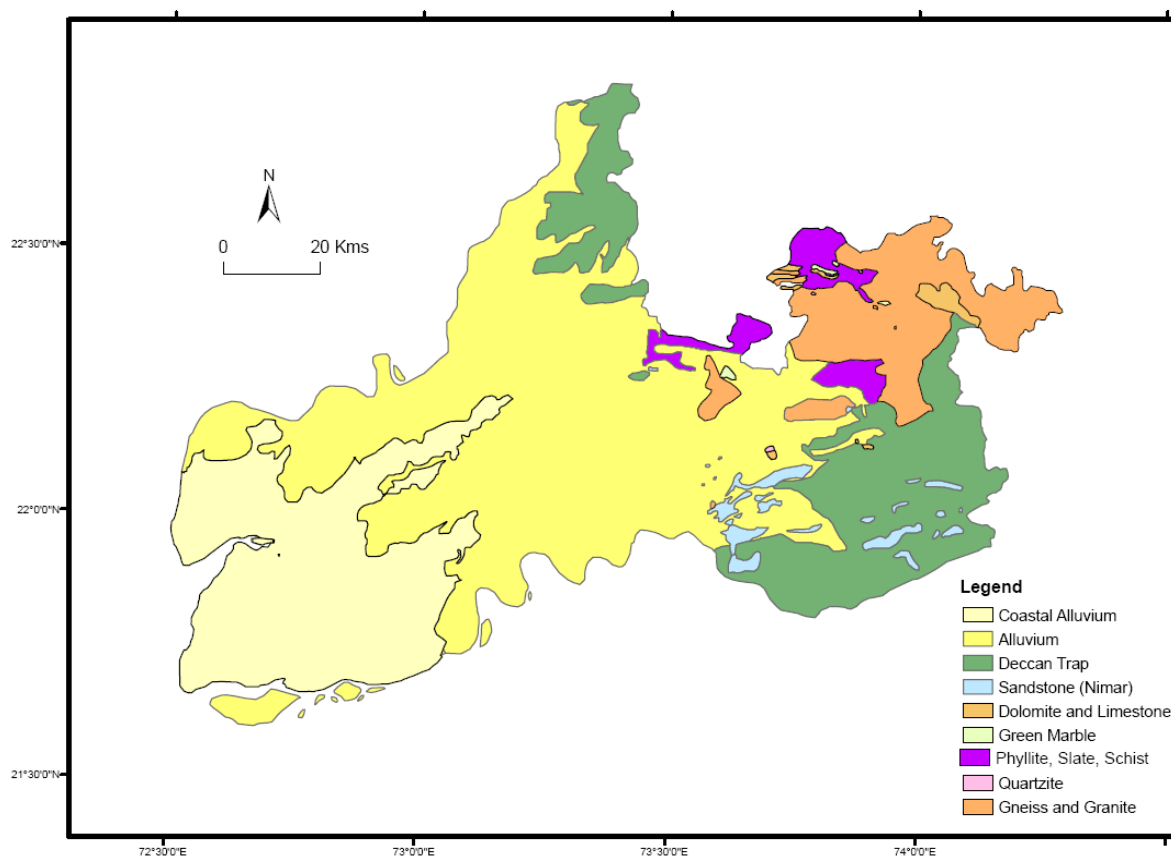 N
0 20 Kms
22°30'0"N
22°0'0"N
21°30'0"N
Legend
Coastal Alluvium
Alluvium
Deccan Trap
Sandstone (Nimar)
Dolomite and Limestone
Green Marble
Phyllite, Slate, Schist
Quartzite
Gneiss and Granite
72°30'0"E 73°0'0"E 73°30'0"E 74°0'0"E